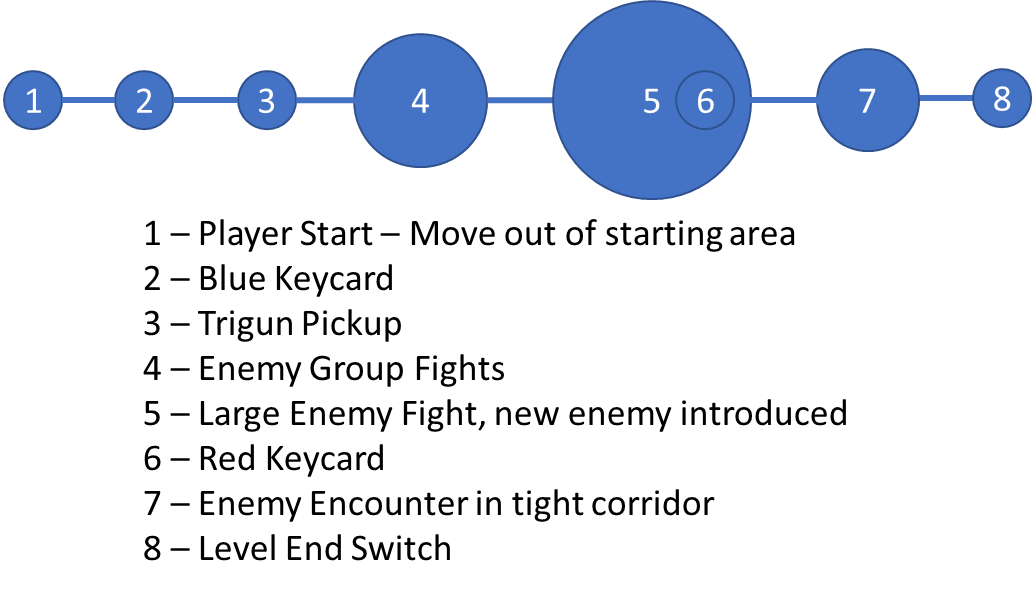 1
2
3
4
5
6
7
8
1 – Player Start – Move out of starting area
2 – Blue Keycard
3 – Trigun Pickup
4 – Enemy Group Fights
5 – Large Enemy Fight, new enemy introduced
6 – Red Keycard
7 – Enemy Encounter in tight corridor
8 – Level End Switch